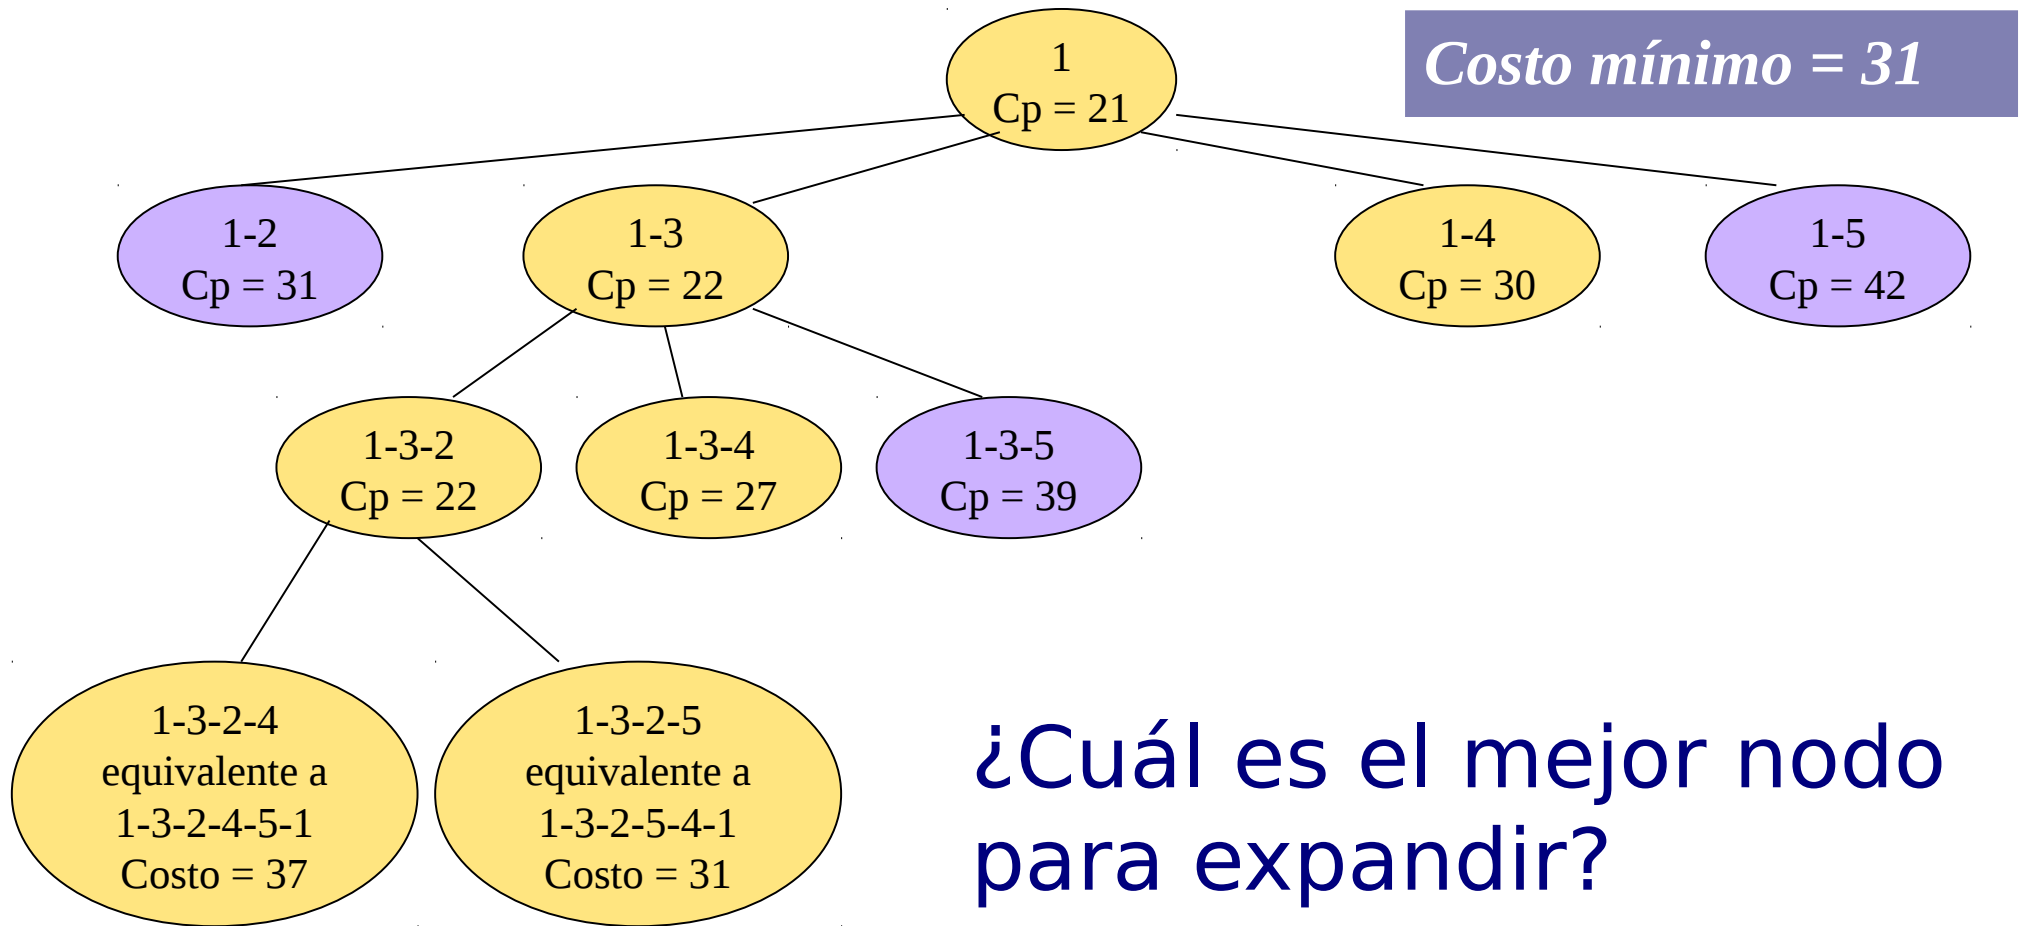 1
Cp = 21
Costo mínimo = 31
1-2
Cp = 31
1-3
Cp = 22
1-4
Cp = 30
1-5
Cp = 42
1-3-2
Cp = 22
1-3-4
Cp = 27
1-3-5
Cp = 39
1-3-2-4
equivalente a
1-3-2-4-5-1
Costo = 37
1-3-2-5
equivalente a
1-3-2-5-4-1
Costo = 31
¿Cuál es el mejor nodo
para expandir?